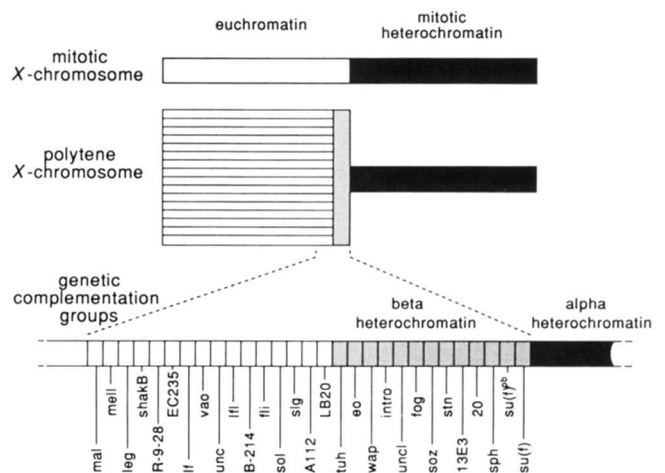 euchromatin
mitotic
heterochromatin
mitotic
X-chromosome
polytene
X-chromosome
genetic
complementation
groups
beta
heterochromatin
alpha
heterochromatin
mal
mell
leg
shakB
R-9-28
EC235
lf
vao
unc
lfl
B-214
fli
sol
slg
A112
LB20
tuh
eo
wap
intro
uncl
fog
soz
stn
13E3
20
sph
su(f)pb
su(f)